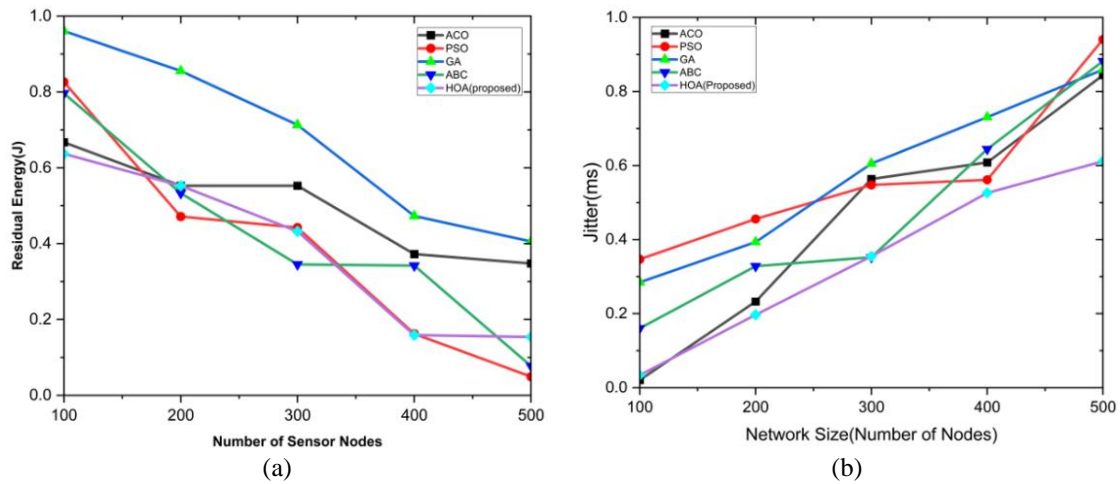 1.0
0.8
0.6
0.4
0.2
0.0
Residual Energy(J)
ACO
PSO
GA
ABC
HOA(proposed)
100 200 300 400 500
Number of Sensor Nodes
(a)
1.0
0.8
0.6
0.4
0.2
0.0
Jitter(ms)
ACO
PSO
GA
ABC
HOA(Proposed)
100 200 300 400 500
Network Size(Number of Nodes)
(b)